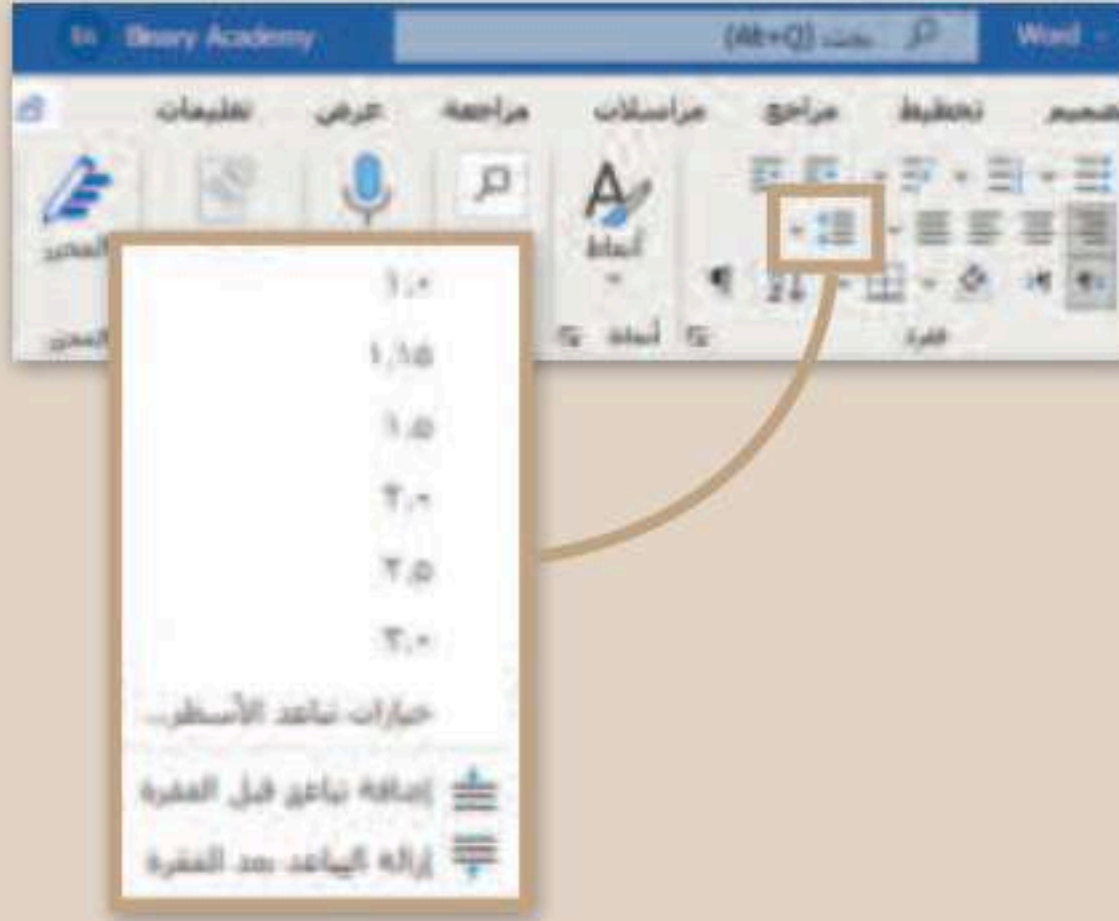 Word -
بحث (Alt+Q)
Binary Academy
BA
تصميم
تخطيط
مراجع
مراسلات
مراجعة
عرض
تعليمات
أنماط
المحرر
فقرة
أنماط
المحرر
١.٠
١,١٥
١.٥
٢.٠
٢.٥
٣.٠
خيارات تباعد الأسطر...
إضافة تباعد قبل الفقرة
إزالة التباعد بعد الفقرة